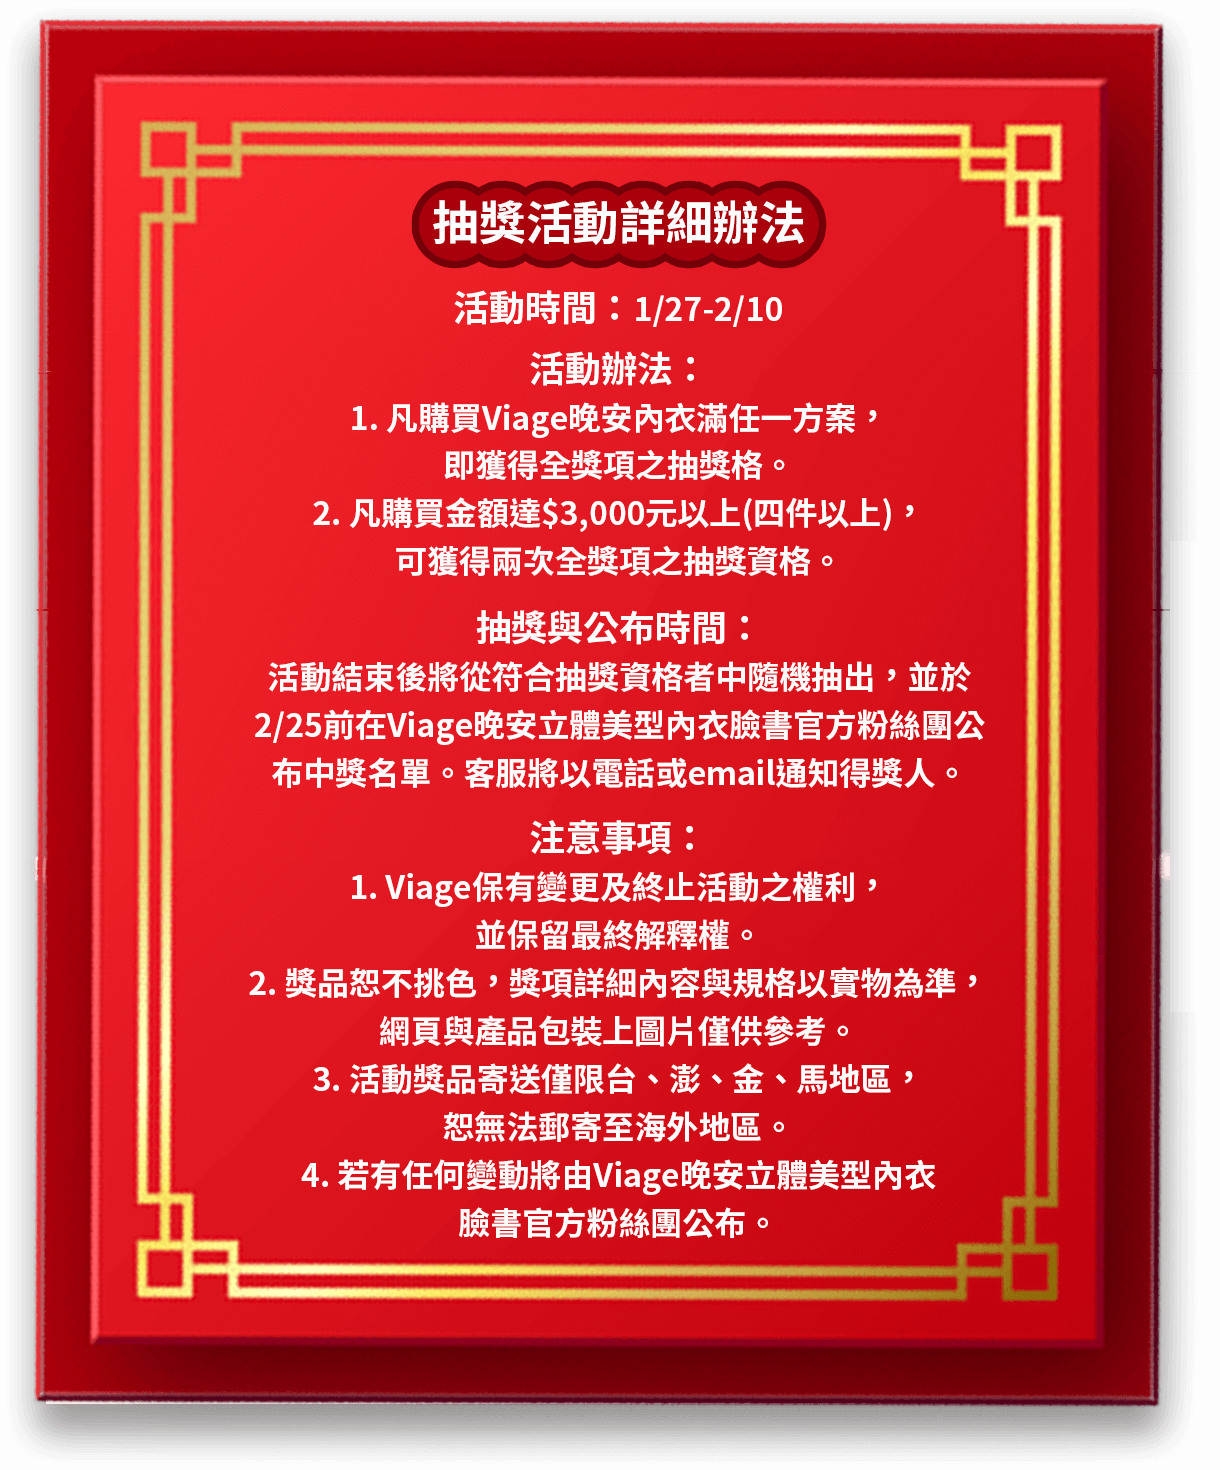 抽獎活動詳細辦法
活動時間：1/27-2/10
活動辦法：
1. 凡購買Viage晚安內衣滿任一方案，
即獲得全獎項之抽獎格。
2. 凡購買金額達$3,000元以上(四件以上)，
可獲得兩次全獎項之抽獎資格。
抽獎與公布時間：
活動結束後將從符合抽獎資格者中隨機抽出，並於
2/25前在Viage晚安立體美型內衣臉書官方粉絲團公
布中獎名單。客服將以電話或email通知得獎人。
注意事項：
1. Viage保有變更及終止活動之權利，
並保留最終解釋權。
2. 獎品恕不挑色，獎項詳細內容與規格以實物為準，
網頁與產品包裝上圖片僅供參考。
3. 活動獎品寄送僅限台、澎、金、馬地區，
恕無法郵寄至海外地區。
4. 若有任何變動將由Viage晚安立體美型內衣
臉書官方粉絲團公布。